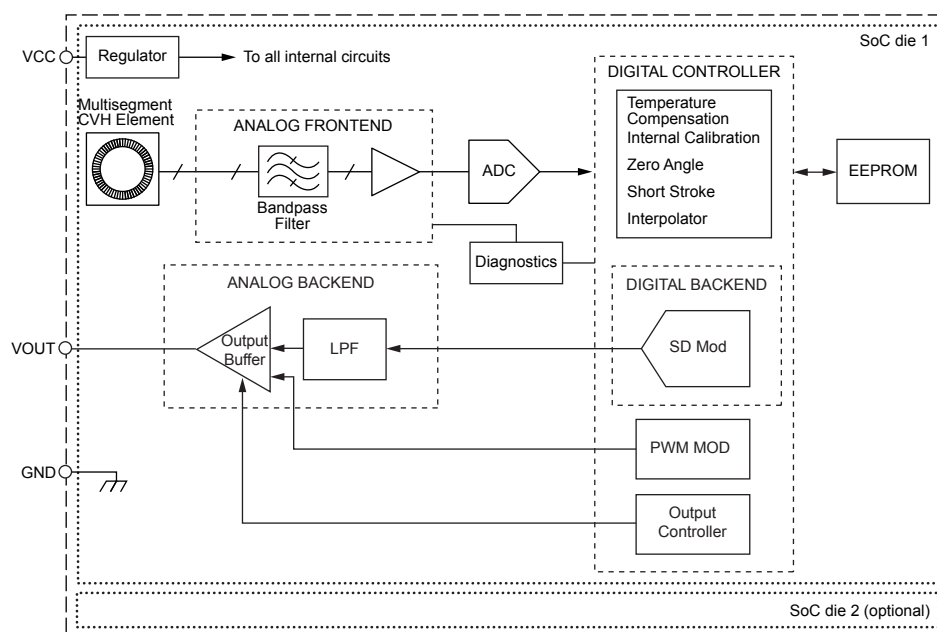 SoC die 1
VCC
Regulator
To all internal circuits
Multisegment
CVH Element
ANALOG FRONTEND
Bandpass
Filter
ADC
DIGITAL CONTROLLER
Temperature
Compensation
Internal Calibration
Zero Angle
Short Stroke
Interpolator
EEPROM
Diagnostics
ANALOG BACKEND
DIGITAL BACKEND
VOUT
Output
Buffer
LPF
SD Mod
PWM MOD
GND
Output
Controller
SoC die 2 (optional)